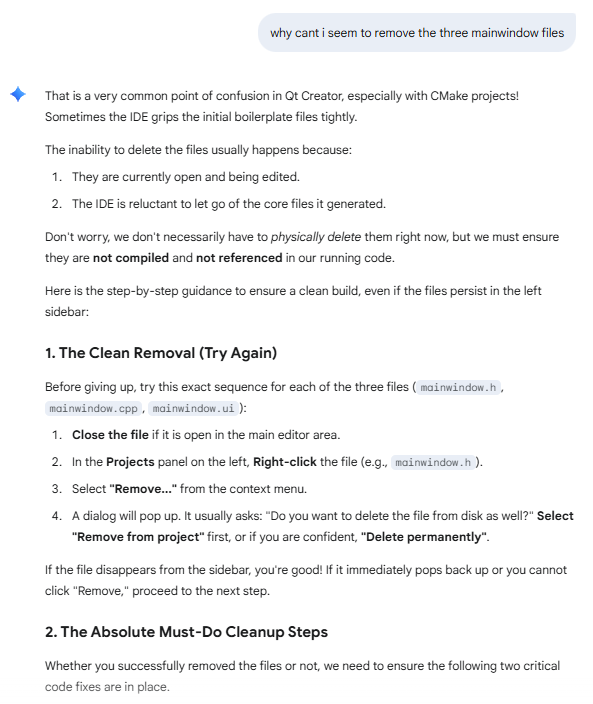 why cant i seem to remove the three mainwindow files
That is a very common point of confusion in Qt Creator, especially with CMake projects!
Sometimes the IDE grips the initial boilerplate files tightly.
The inability to delete the files usually happens because:
1. They are currently open and being edited.
2. The IDE is reluctant to let go of the core files it generated.
Don't worry, we don't necessarily have to physically delete them right now, but we must ensure
they are not compiled and not referenced in our running code.
Here is the step-by-step guidance to ensure a clean build, even if the files persist in the left
sidebar:
1. The Clean Removal (Try Again)
Before giving up, try this exact sequence for each of the three files ( mainwindow.h ,
mainwindow.cpp , mainwindow.ui ):
1. Close the file if it is open in the main editor area.
2. In the Projects panel on the left, Right-click the file (e.g., mainwindow.h ).
3. Select "Remove..." from the context menu.
4. A dialog will pop up. It usually asks: "Do you want to delete the file from disk as well?" Select
"Remove from project" first, or if you are confident, "Delete permanently".
If the file disappears from the sidebar, you're good! If it immediately pops back up or you cannot
click "Remove," proceed to the next step.
2. The Absolute Must-Do Cleanup Steps
Whether you successfully removed the files or not, we need to ensure the following two critical
code fixes are in place.